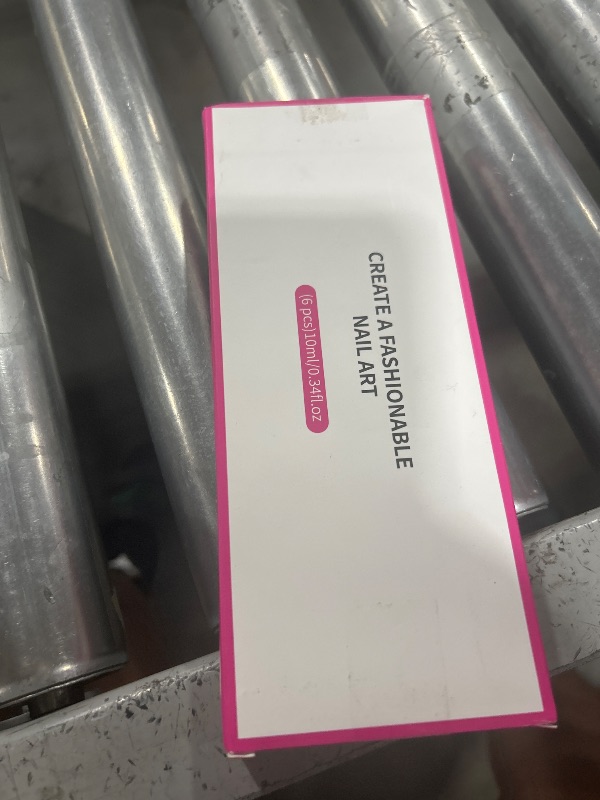 CREATE A FASHIONABLE
NAIL ART
(6 pcs)10ml/0.34fl.oz